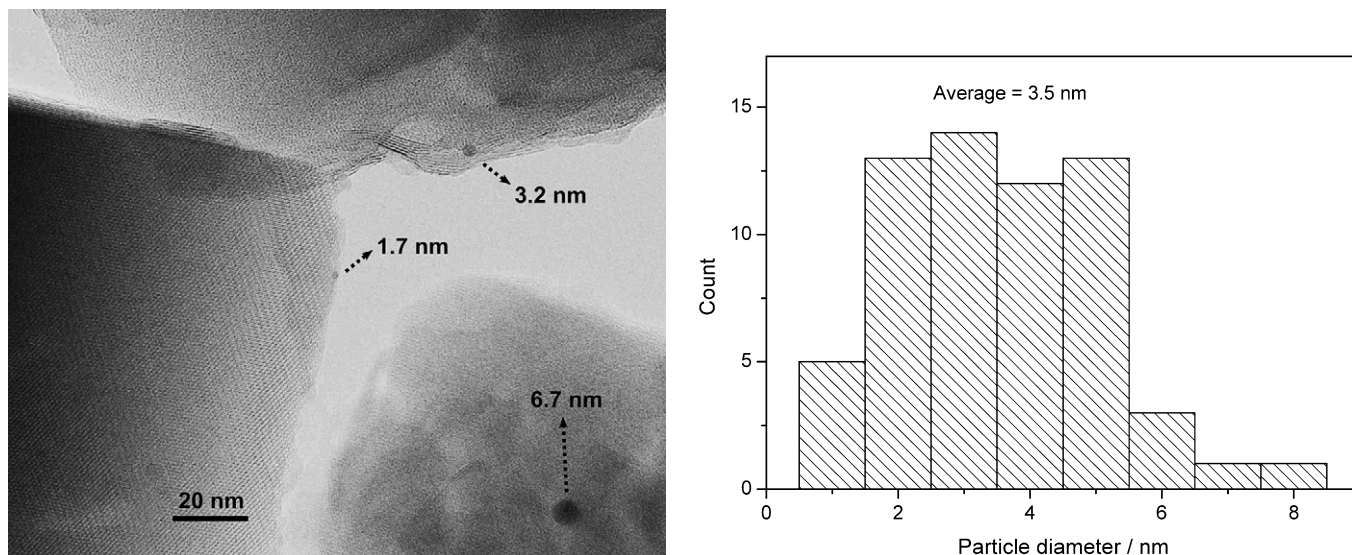 3.2 nm
1.7 nm
6.7 nm
20 nm
Average = 3.5 nm
15
10
5
0
Count
0 2 4 6 8
Particle diameter / nm